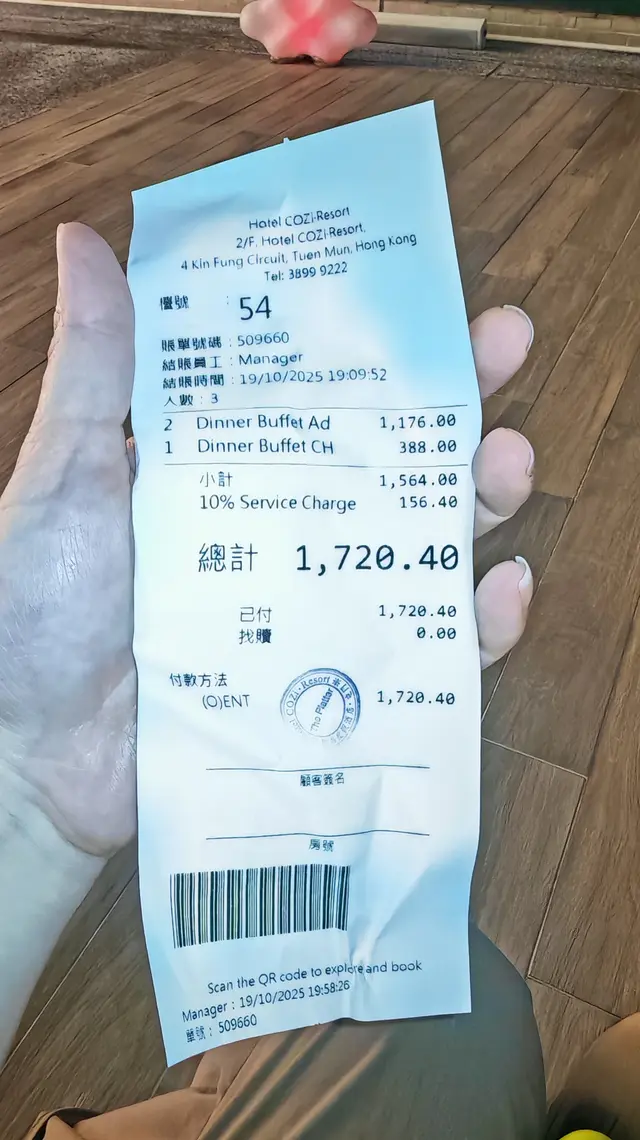 Hotel COZi·Resort
2/F, Hotel COZi·Resort,
4 Kin Fung Circuit, Tuen Mun, Hong Kong
Tel: 3899 9222
檯號 : 54
賬單號碼 : 509660
結賬員工 : Manager
結賬時間 : 19/10/2025 19:09:52
人數 : 3
2 Dinner Buffet Ad 1,176.00
1 Dinner Buffet CH 388.00
小計 1,564.00
10% Service Charge 156.40
總計 1,720.40
已付 1,720.40
找贖 0.00
付款方法
(O)ENT 1,720.40
COZi·Resort
The Platter
顧客簽名
房號
Scan the QR code to explore and book
Manager : 19/10/2025 19:58:26
單號 : 509660